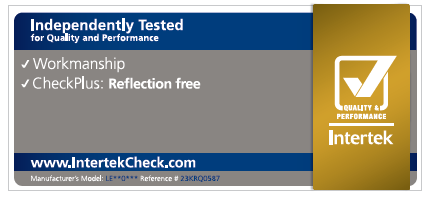 Independently Tested
for Quality and Performance
✓ Workmanship
✓ CheckPlus: Reflection free
QUALITY &
PERFORMANCE
Intertek
www.IntertekCheck.com
Manufacturer's Model: LE**0*** Reference # 23KRQ0587